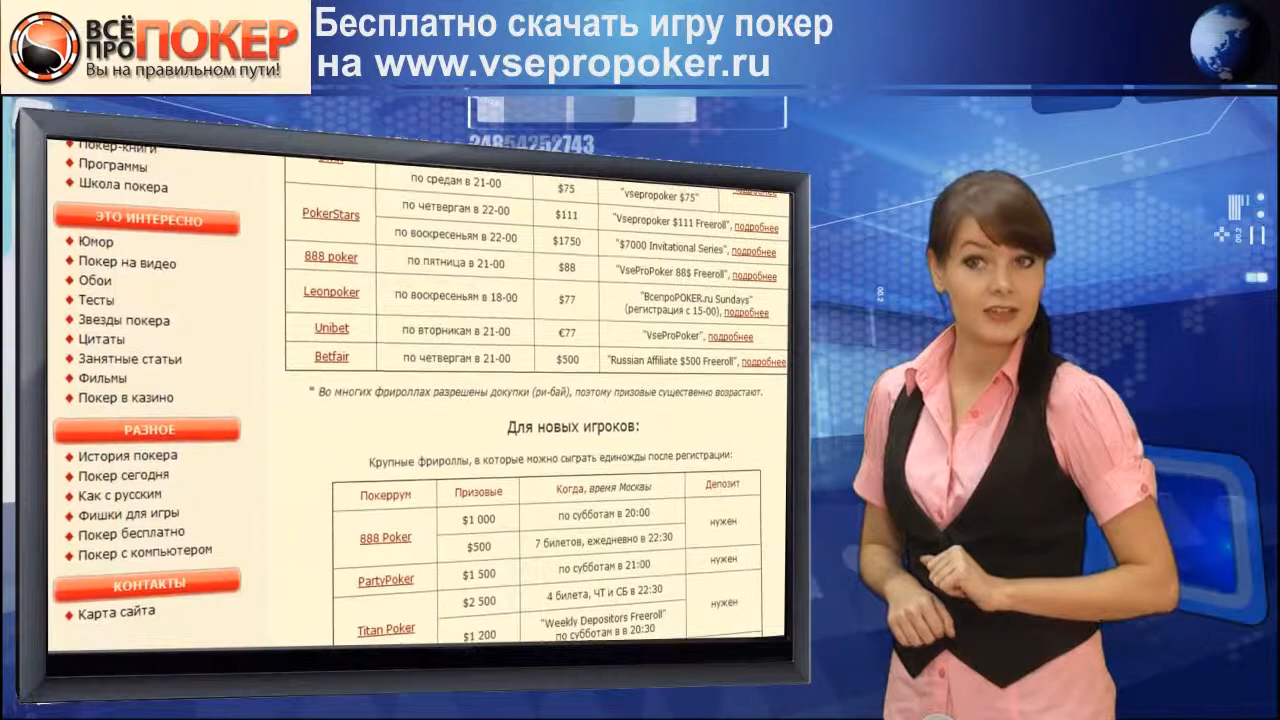 ВСЁ ПРО ПОКЕР
Вы на правильном пути!
Бесплатно скачать игру покер
на www.vsepropoker.ru
24854252743
Покер-книги
Программы
Школа покера
ЭТО ИНТЕРЕСНО
Юмор
Покер на видео
Обои
Тесты
Звезды покера
Цитаты
Занятные статьи
Фильмы
Покер в казино
РАЗНОЕ
История покера
Покер сегодня
Как с русским
Фишки для игры
Покер бесплатно
Покер с компьютером
КОНТАКТЫ
Карта сайта
по средам в 21-00 $75 "vsepropoker $75" подробнее
PokerStars по четвергам в 22-00 $111 "Vsepropoker $111 Freeroll", подробнее
по воскресеньям в 22-00 $1750 "$7000 Invitational Series", подробнее
888 poker по пятница в 21-00 $88 "VseProPoker 88$ Freeroll", подробнее
Leonpoker по воскресеньям в 18-00 $77 "ВсепроPOKER.ru Sundays"
(регистрация с 15-00), подробнее
Unibet по вторникам в 21-00 €77 "VseProPoker", подробнее
Betfair по четвергам в 21-00 $500 "Russian Affiliate $500 Freeroll", подробнее
* Во многих фрироллах разрешены докупки (ри-бай), поэтому призовые существенно возрастают.
Для новых игроков:
Крупные фрироллы, в которые можно сыграть единожды после регистрации:
Покеррум Призовые Когда, время Москвы Депозит
888 Poker $1 000 по субботам в 20:00 нужен
$500 7 билетов, ежедневно в 22:30
PartyPoker $1 500 по субботам в 21:00 нужен
Titan Poker $2 500 4 билета, ЧТ и СБ в 22:30 нужен
$1 200 "Weekly Depositors Freeroll"
по субботам в в 20:30
00.2
00.2